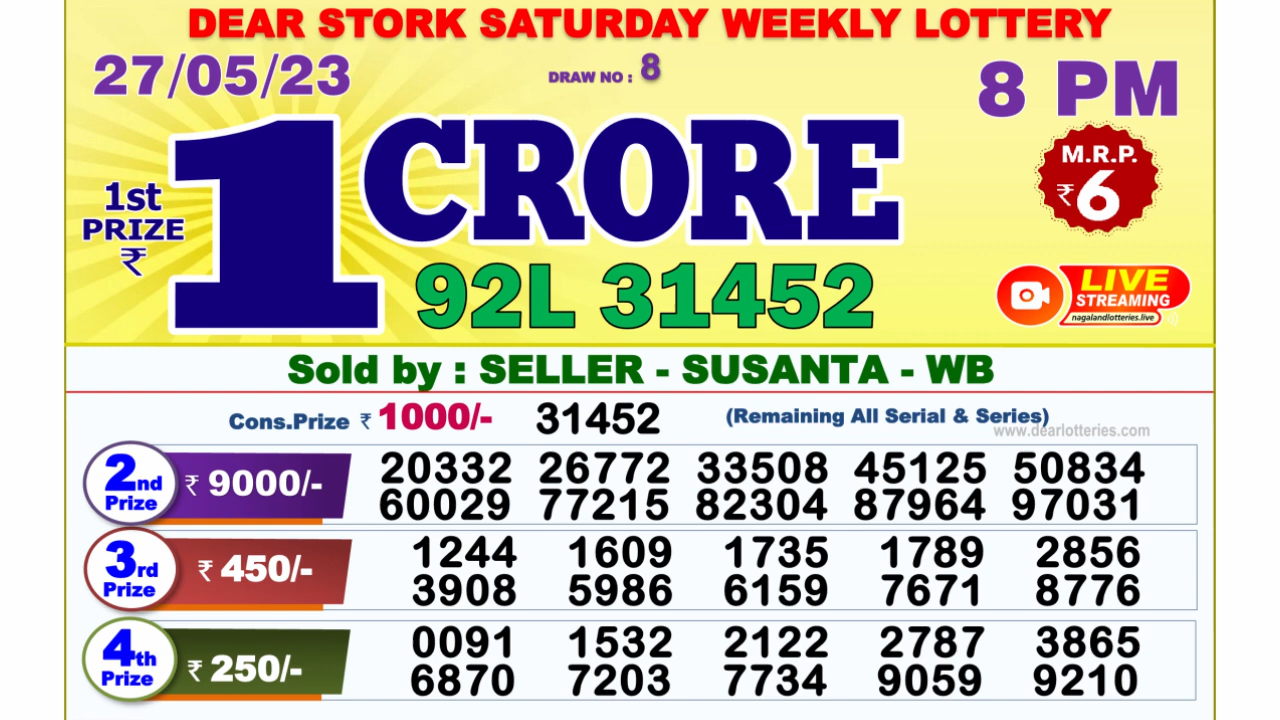 DEAR STORK SATURDAY WEEKLY LOTTERY
27/05/23
DRAW NO : 8
8 PM
1st
PRIZE
₹
1 CRORE
M.R.P.
₹ 6
92L 31452
LIVE
STREAMING
nagalandlotteries.live
Sold by : SELLER - SUSANTA - WB
Cons.Prize ₹ 1000/- 31452 (Remaining All Serial & Series)
www.dearlotteries.com
2nd Prize ₹ 9000/-
20332 26772 33508 45125 50834
60029 77215 82304 87964 97031
3rd Prize ₹ 450/-
1244 1609 1735 1789 2856
3908 5986 6159 7671 8776
4th Prize ₹ 250/-
0091 1532 2122 2787 3865
6870 7203 7734 9059 9210